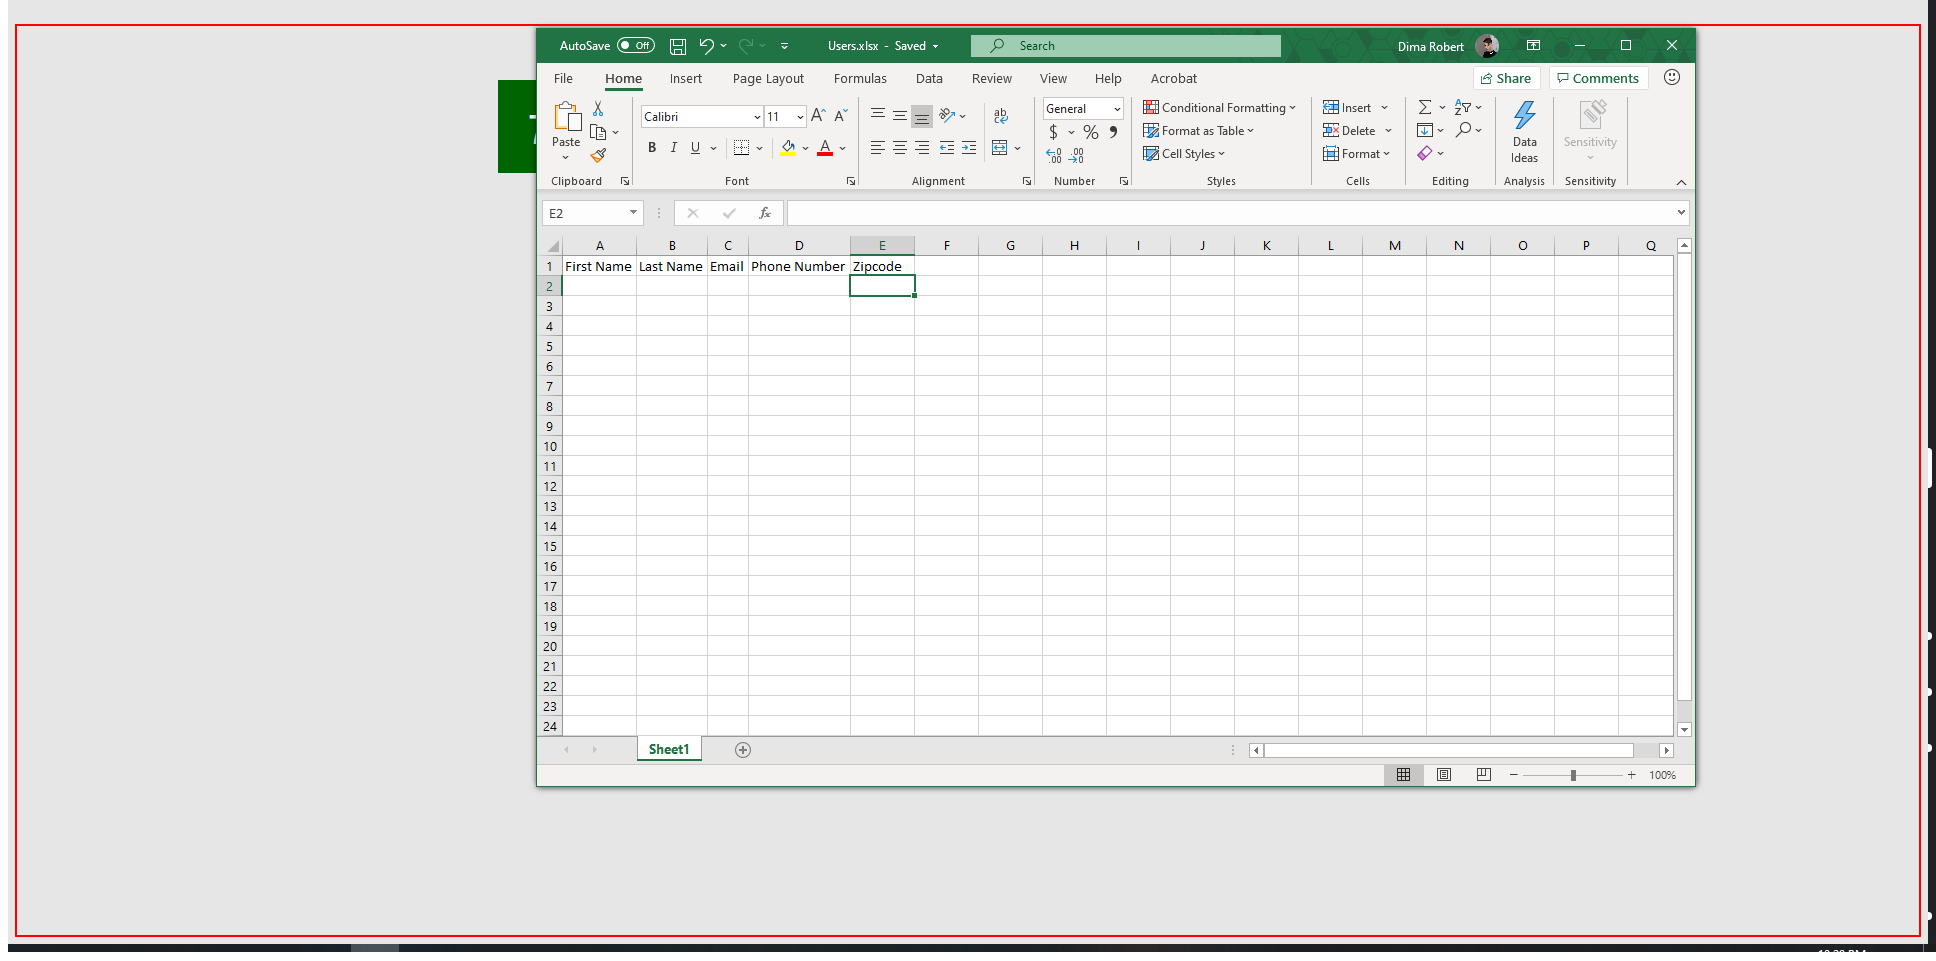 AutoSave Off Users.xlsx - Saved Search Dima Robert
File Home Insert Page Layout Formulas Data Review View Help Acrobat Share Comments
Calibri 11 ab General Conditional Formatting Insert
Paste $ % Format as Table Delete Data Sensitivity
B I U A Cell Styles Format Ideas
Clipboard Font Alignment Number Styles Cells Editing Analysis Sensitivity
E2 fx
A B C D E F G H I J K L M N O P Q
1 First Name Last Name Email Phone Number Zipcode
2
3
4
5
6
7
8
9
10
11
12
13
14
15
16
17
18
19
20
21
22
23
24
Sheet1
100%